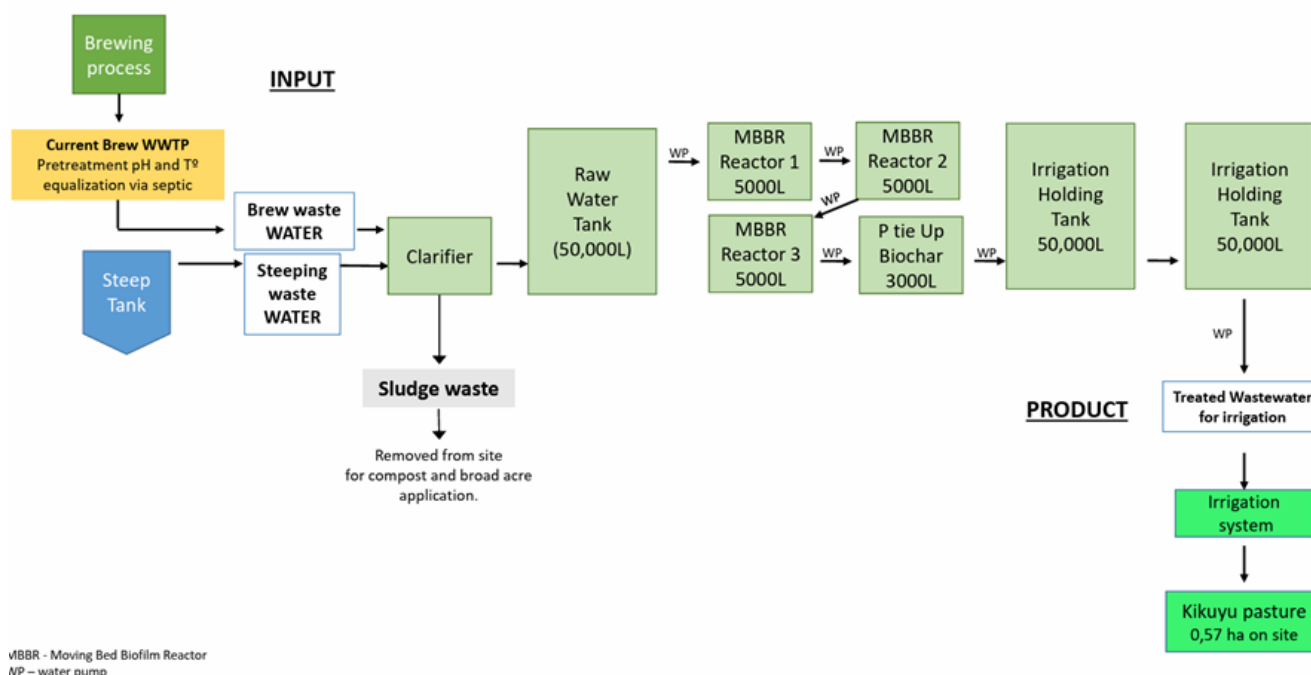 Brewing
process
INPUT
Current Brew WWTP
Pretreatment pH and Tº
equalization via septic
Brew waste
WATER
Steep
Tank
Steeping
waste
WATER
Clarifier
Sludge waste
Removed from site
for compost and broad acre
application.
Raw
Water
Tank
(50,000L)
WP
MBBR
Reactor 1
5000L
WP
MBBR
Reactor 2
5000L
WP
MBBR
Reactor 3
5000L
WP
P tie Up
Biochar
3000L
WP
Irrigation
Holding
Tank
50,000L
Irrigation
Holding
Tank
50,000L
WP
PRODUCT
Treated Wastewater
for irrigation
Irrigation
system
Kikuyu pasture
0,57 ha on site
MBBR - Moving Bed Biofilm Reactor
WP – water pump